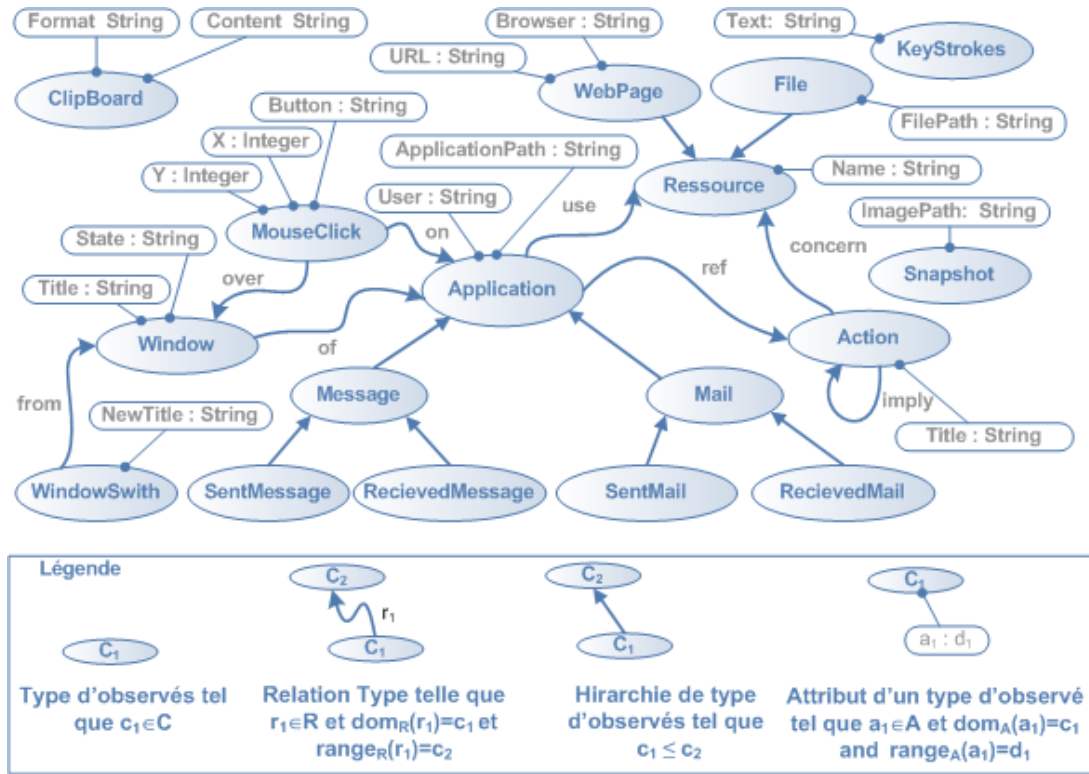 Format String
Content String
ClipBoard
Browser : String
URL : String
WebPage
Text: String
KeyStrokes
File
FilePath : String
Button : String
X : Integer
Y : Integer
MouseClick
ApplicationPath : String
User : String
on
use
Ressource
Name : String
ImagePath: String
Snapshot
State : String
Title : String
over
Window
of
Application
ref
concern
Action
imply
Title : String
from
NewTitle : String
WindowSwith
Message
Mail
SentMessage
RecievedMessage
SentMail
RecievedMail
Légende
C₁
Type d'observés tel
que c₁∈C
C₂
r₁
C₁
Relation Type telle que
r₁∈R et domR(r₁)=c₁ et
rangeR(r₁)=c₂
C₂
C₁
Hirarchie de type
d'observés tel que
c₁ ≤ c₂
C₁
a₁ : d₁
Attribut d'un type d'observé
tel que a₁∈A et domA(a₁)=c₁
and rangeA(a₁)=d₁